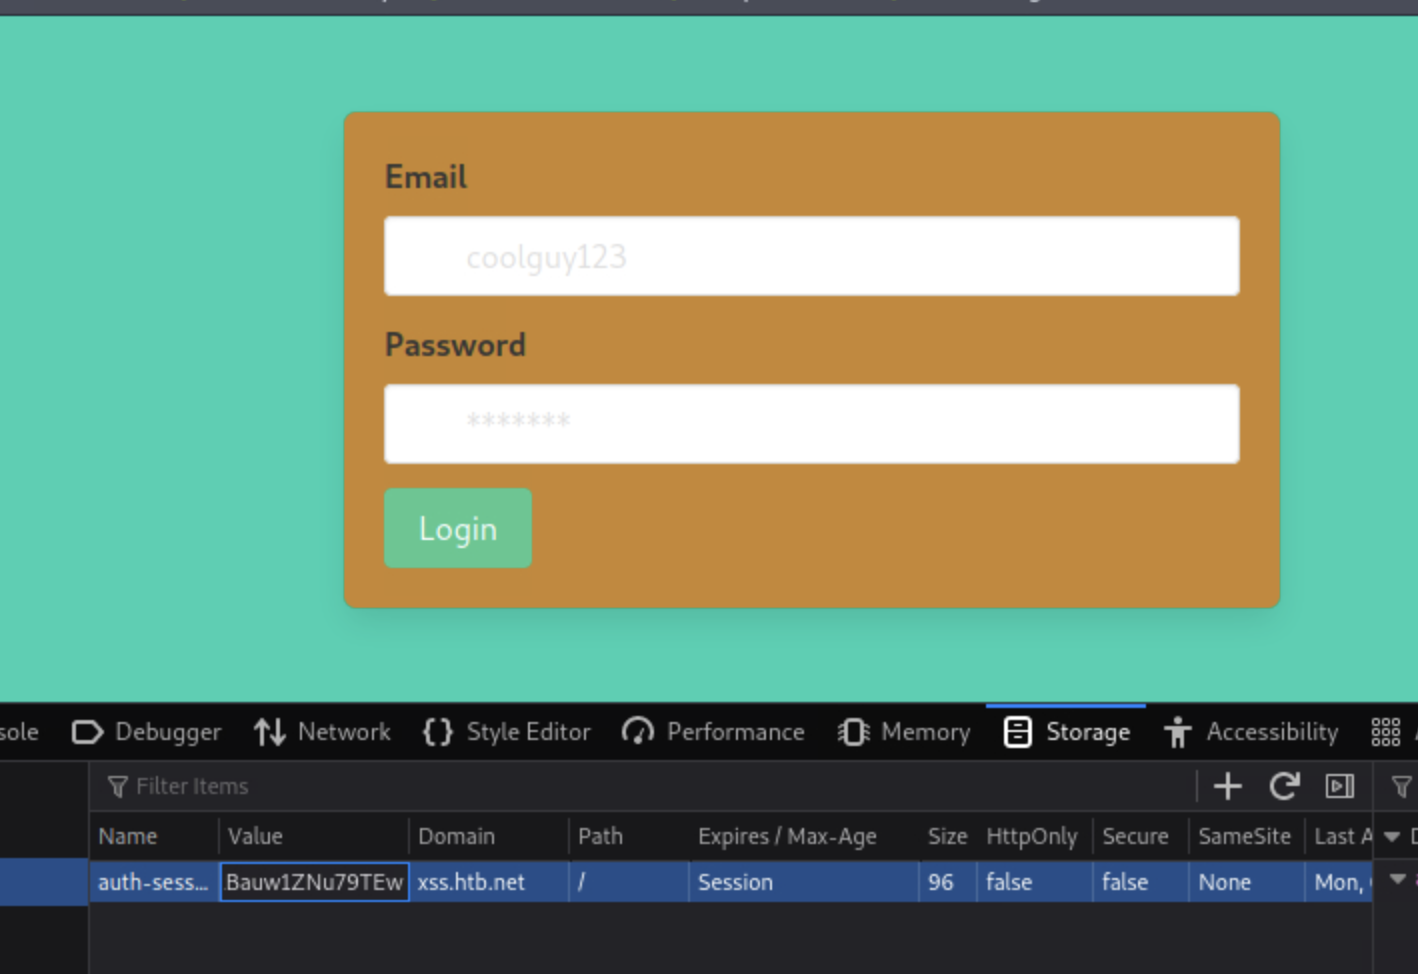 Email
coolguy123
Password
*******
Login
sole Debugger Network Style Editor Performance Memory Storage Accessibility
Filter Items
Name Value Domain Path Expires / Max-Age Size HttpOnly Secure SameSite Last A
auth-sess... .Bauw1ZNu79TEw xss.htb.net / Session 96 false false None Mon,